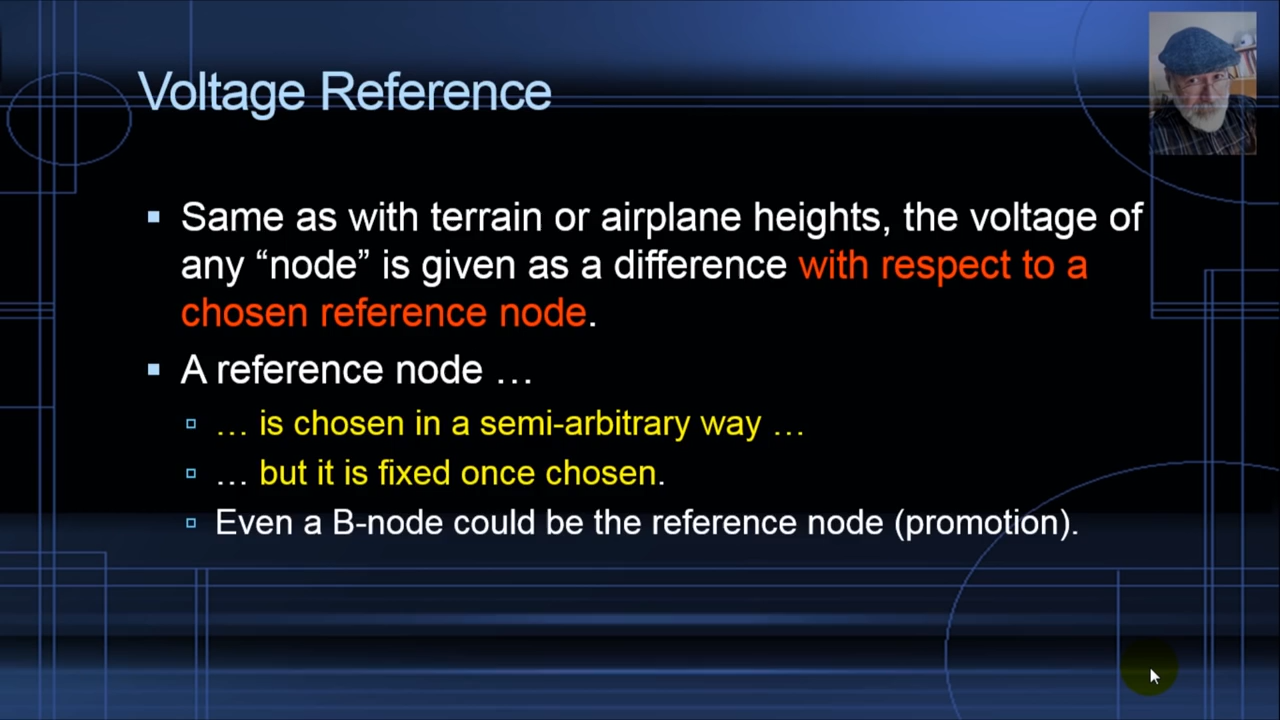 Voltage Reference
Same as with terrain or airplane heights, the voltage of
any “node” is given as a difference with respect to a
chosen reference node.
A reference node …
… is chosen in a semi-arbitrary way …
… but it is fixed once chosen.
Even a B-node could be the reference node (promotion).